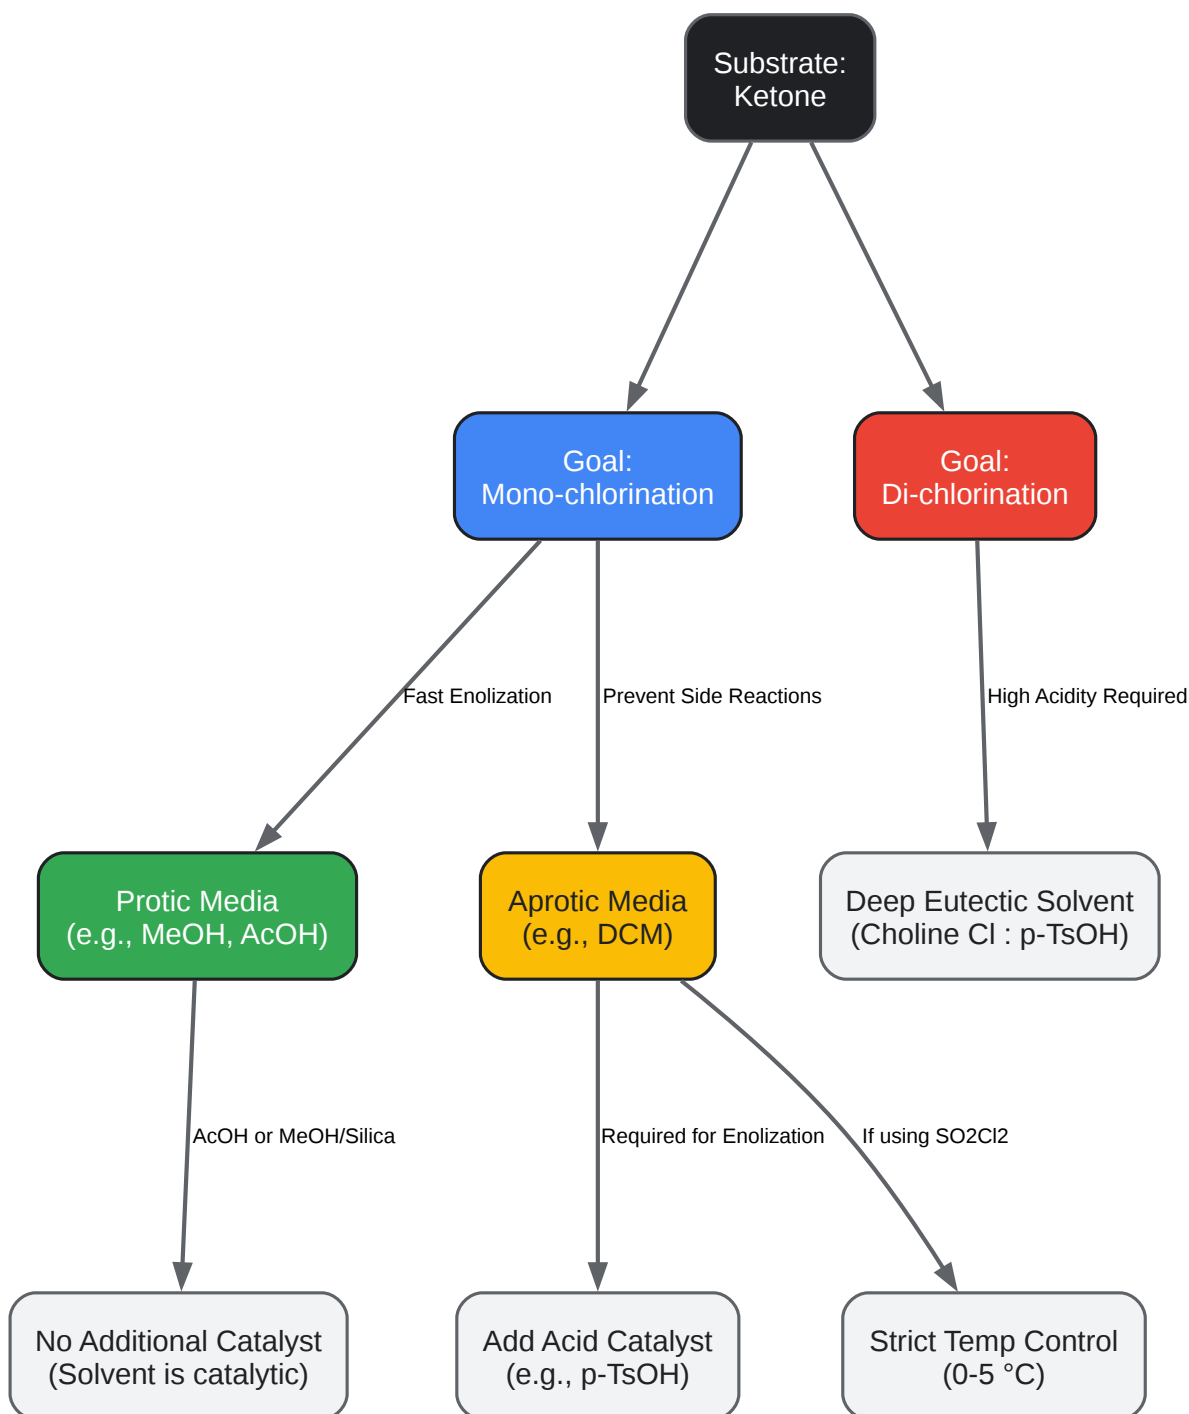 Substrate:
Ketone
Goal:
Mono-chlorination
Goal:
Di-chlorination
Fast Enolization
Prevent Side Reactions
High Acidity Required
Protic Media
(e.g., MeOH, AcOH)
Aprotic Media
(e.g., DCM)
Deep Eutectic Solvent
(Choline Cl : p-TsOH)
AcOH or MeOH/Silica
Required for Enolization
If using SO2Cl2
No Additional Catalyst
(Solvent is catalytic)
Add Acid Catalyst
(e.g., p-TsOH)
Strict Temp Control
(0-5 °C)